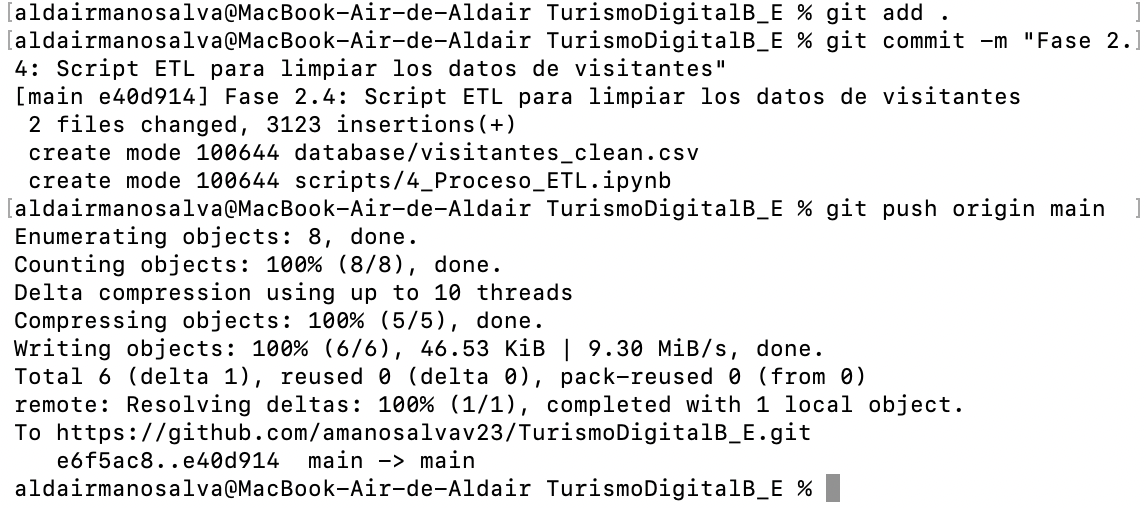 [aldairmanosalva@MacBook-Air-de-Aldair TurismoDigitalB_E % git add . ]
[aldairmanosalva@MacBook-Air-de-Aldair TurismoDigitalB_E % git commit -m "Fase 2.]
4: Script ETL para limpiar los datos de visitantes"
[main e40d914] Fase 2.4: Script ETL para limpiar los datos de visitantes
 2 files changed, 3123 insertions(+)
 create mode 100644 database/visitantes_clean.csv
 create mode 100644 scripts/4_Proceso_ETL.ipynb
[aldairmanosalva@MacBook-Air-de-Aldair TurismoDigitalB_E % git push origin main ]
Enumerating objects: 8, done.
Counting objects: 100% (8/8), done.
Delta compression using up to 10 threads
Compressing objects: 100% (5/5), done.
Writing objects: 100% (6/6), 46.53 KiB | 9.30 MiB/s, done.
Total 6 (delta 1), reused 0 (delta 0), pack-reused 0 (from 0)
remote: Resolving deltas: 100% (1/1), completed with 1 local object.
To https://github.com/amanosalvav23/TurismoDigitalB_E.git
   e6f5ac8..e40d914  main -> main
aldairmanosalva@MacBook-Air-de-Aldair TurismoDigitalB_E %